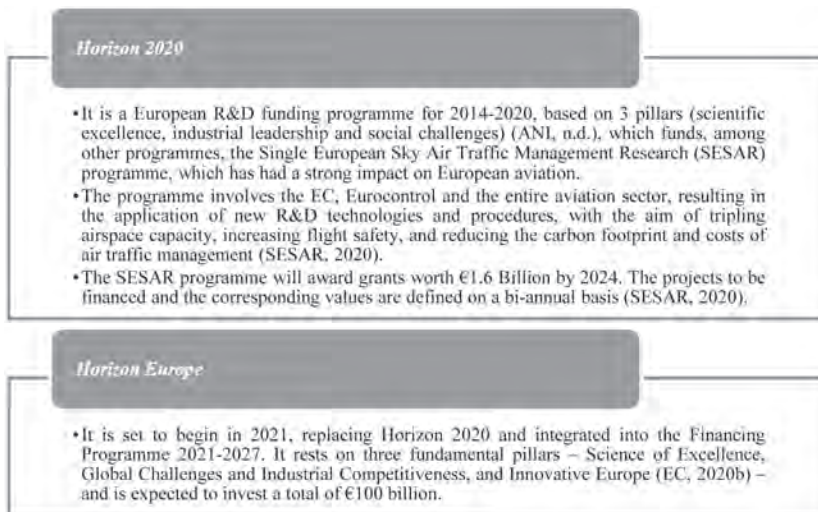 Horizon 2020
•It is a European R&D funding programme for 2014-2020, based on 3 pillars (scientific
excellence, industrial leadership and social challenges) (ANI, n.d.), which funds, among
other programmes, the Single European Sky Air Traffic Management Research (SESAR)
programme, which has had a strong impact on European aviation.
•The programme involves the EC, Eurocontrol and the entire aviation sector, resulting in
the application of new R&D technologies and procedures, with the aim of tripling
airspace capacity, increasing flight safety, and reducing the carbon footprint and costs of
air traffic management (SESAR, 2020).
•The SESAR programme will award grants worth €1.6 Billion by 2024. The projects to be
financed and the corresponding values are defined on a bi-annual basis (SESAR, 2020).
Horizon Europe
•It is set to begin in 2021, replacing Horizon 2020 and integrated into the Financing
Programme 2021-2027. It rests on three fundamental pillars – Science of Excellence,
Global Challenges and Industrial Competitiveness, and Innovative Europe (EC, 2020b) –
and is expected to invest a total of €100 billion.